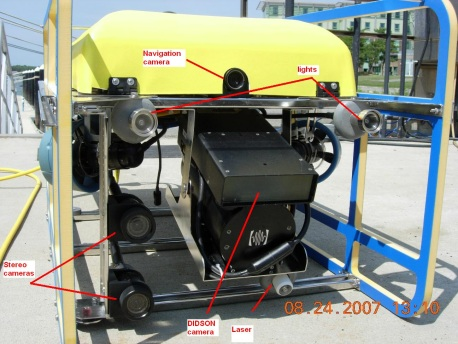 Navigation
camera
lights
Stereo
cameras
DIDSON
camera
Laser
08.24.2007 13:10